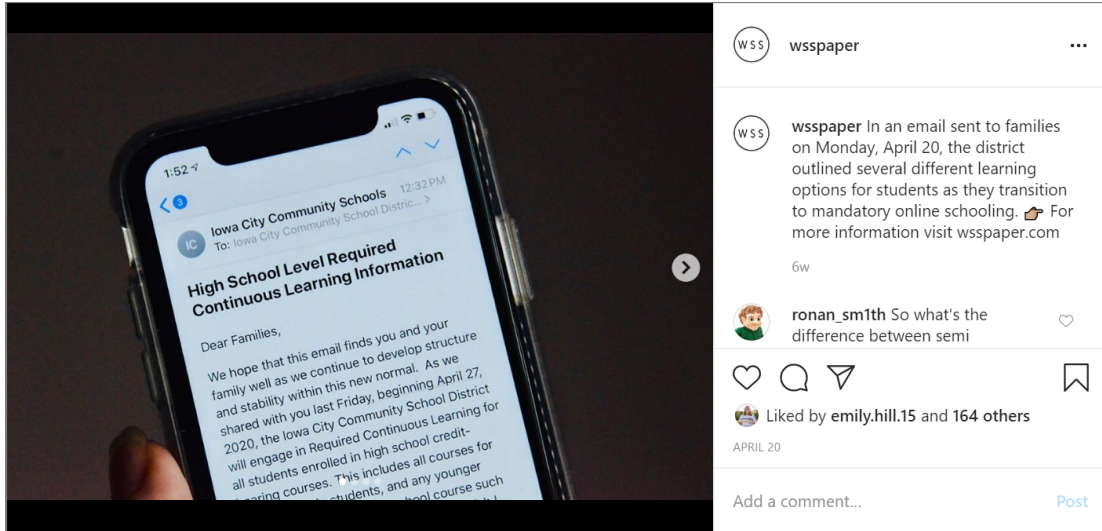 1:52
3
Iowa City Community Schools 12:32 PM
To: Iowa City Community School Distric...
IC
High School Level Required
Continuous Learning Information
Dear Families,
We hope that this email finds you and your
family well as we continue to develop structure
and stability within this new normal. As we
shared with you last Friday, beginning April 27,
2020, the Iowa City Community School District
will engage in Required Continuous Learning for
all students enrolled in high school credit-
courses. This includes all courses for
students, and any younger
course such
WSS
wsspaper
WSS
wsspaper In an email sent to families
on Monday, April 20, the district
outlined several different learning
options for students as they transition
to mandatory online schooling. 👉🏽 For
more information visit wsspaper.com
6w
ronan_sm1th So what's the
difference between semi
Liked by emily.hill.15 and 164 others
APRIL 20
Add a comment... Post